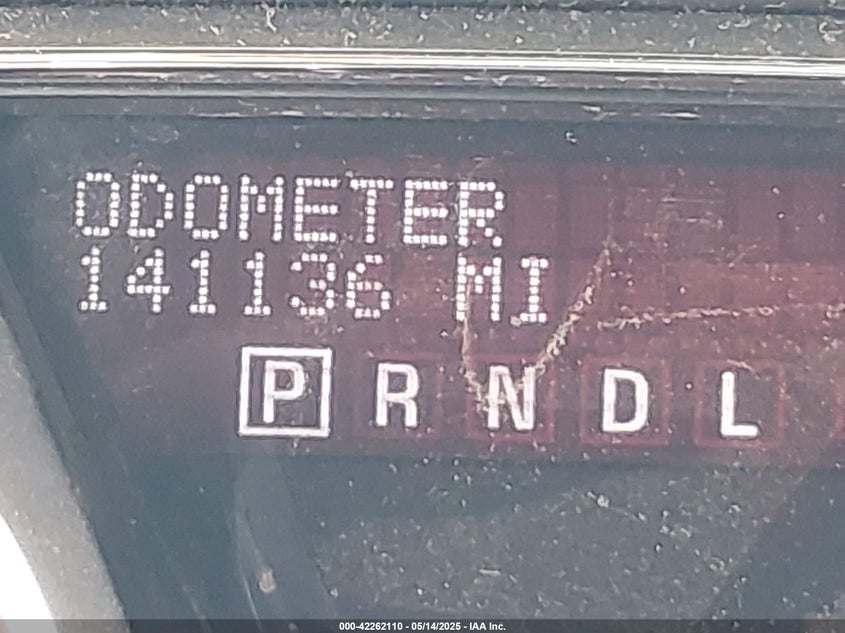 ODOMETER
141136 MI
P R N D L
000-42262110 - 05/14/2025 - IAA Inc.